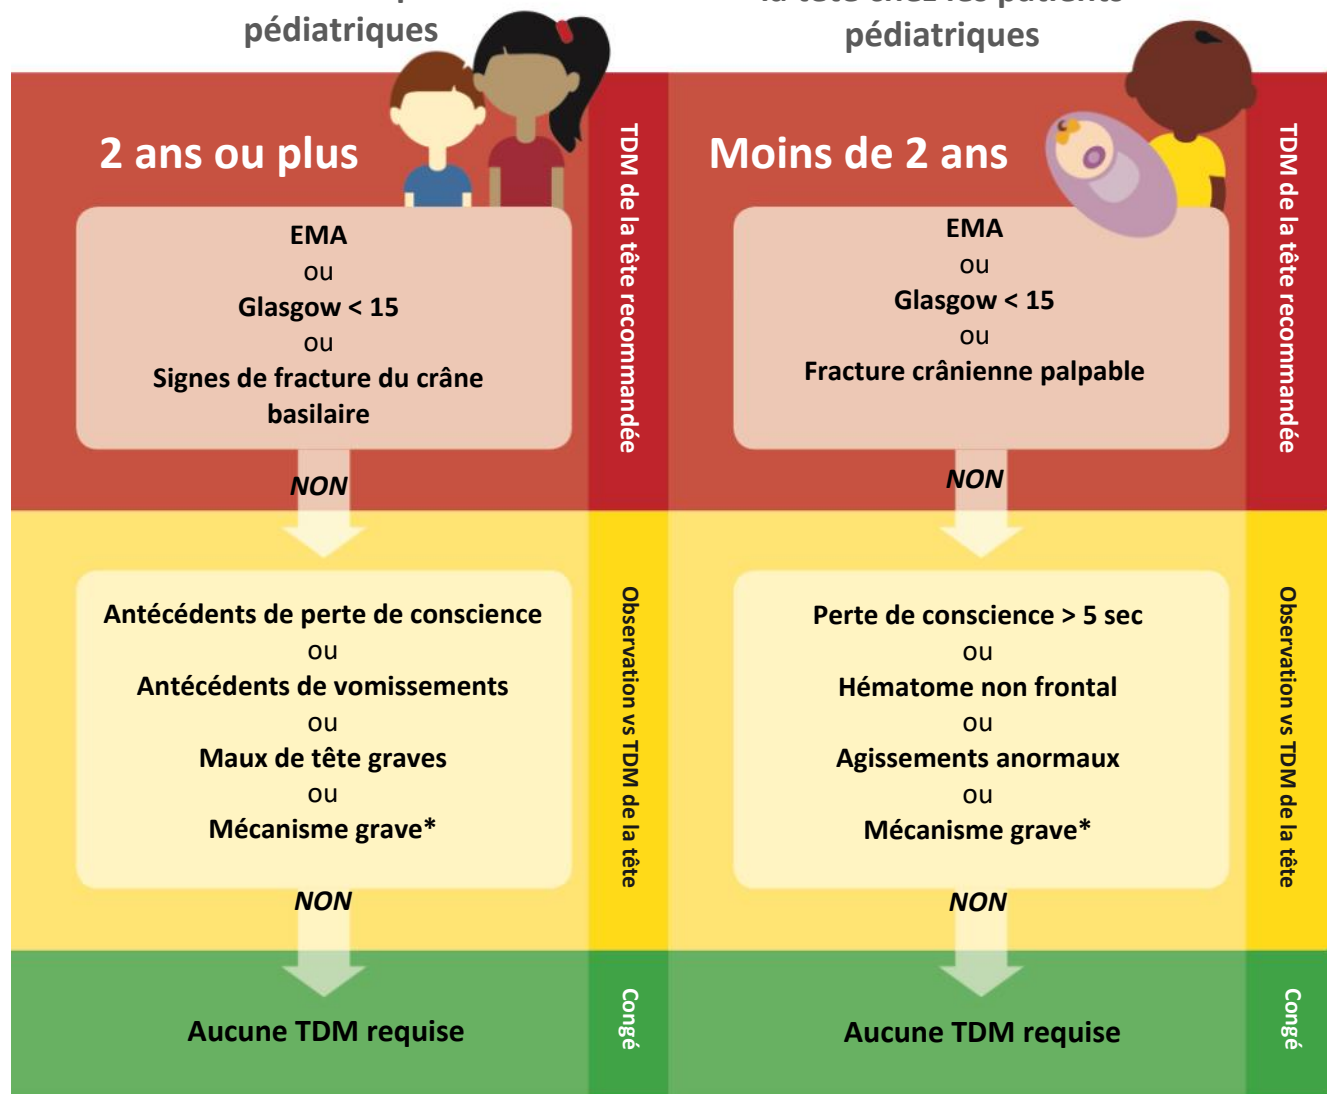 pédiatriques
la tête chez les patients
pédiatriques
2 ans ou plus
EMA
ou
Glasgow < 15
ou
Signes de fracture du crâne
basilaire
NON
TDM de la tête recommandée
Antécédents de perte de conscience
ou
Antécédents de vomissements
ou
Maux de tête graves
ou
Mécanisme grave*
NON
Observation vs TDM de la tête
Aucune TDM requise
Congé
Moins de 2 ans
EMA
ou
Glasgow < 15
ou
Fracture crânienne palpable
NON
TDM de la tête recommandée
Perte de conscience > 5 sec
ou
Hématome non frontal
ou
Agissements anormaux
ou
Mécanisme grave*
NON
Observation vs TDM de la tête
Aucune TDM requise
Congé